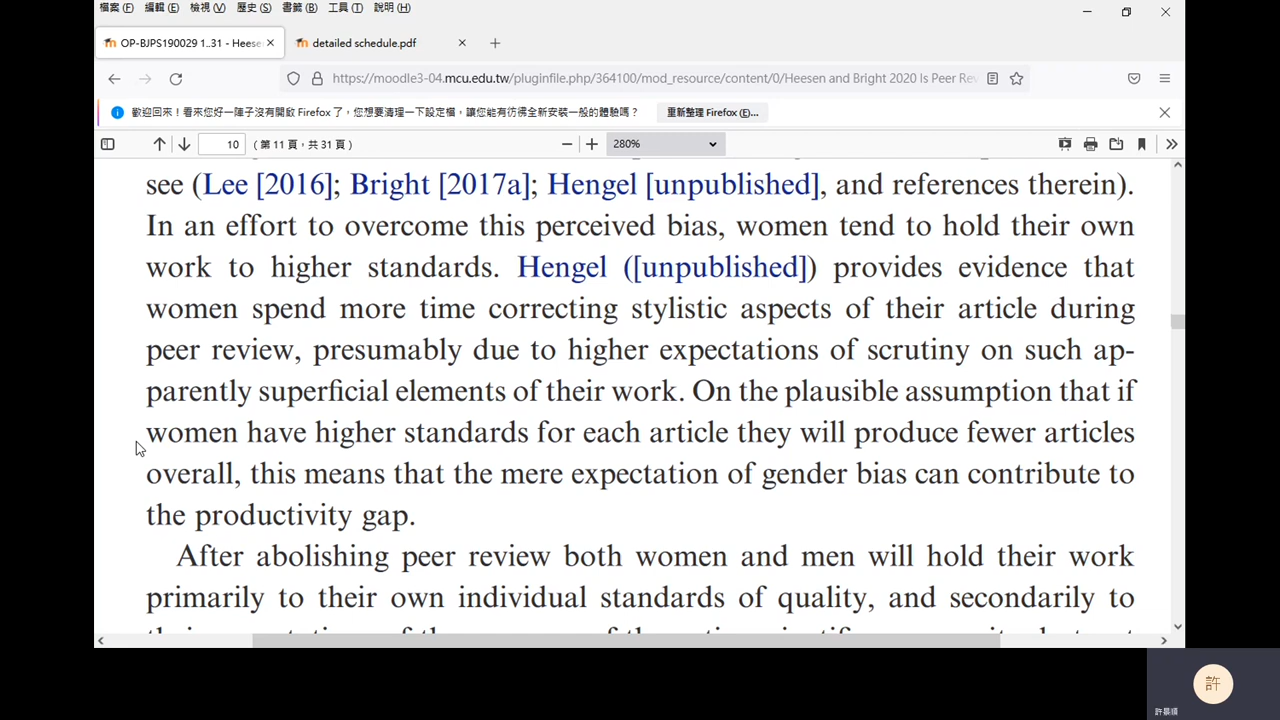 檔案(F) 編輯(E) 檢視(V) 歷史(S) 書籤(B) 工具(T) 說明(H)
OP-BJPS190029 1..31 - Heese
detailed schedule.pdf
https://moodle3-04.mcu.edu.tw/pluginfile.php/364100/mod_resource/content/0/Heesen and Bright 2020 Is Peer Rev
歡迎回來！看來您好一陣子沒有開啟 Firefox 了，您想要清理一下設定檔，讓您能有彷彿全新安裝一般的體驗嗎？ 重新整理 Firefox (E)...
10 (第 11 頁，共 31 頁) 280%
see (Lee [2016]; Bright [2017a]; Hengel [unpublished], and references therein).
In an effort to overcome this perceived bias, women tend to hold their own
work to higher standards. Hengel ([unpublished]) provides evidence that
women spend more time correcting stylistic aspects of their article during
peer review, presumably due to higher expectations of scrutiny on such ap-
parently superficial elements of their work. On the plausible assumption that if
women have higher standards for each article they will produce fewer articles
overall, this means that the mere expectation of gender bias can contribute to
the productivity gap.
After abolishing peer review both women and men will hold their work
primarily to their own individual standards of quality, and secondarily to
許